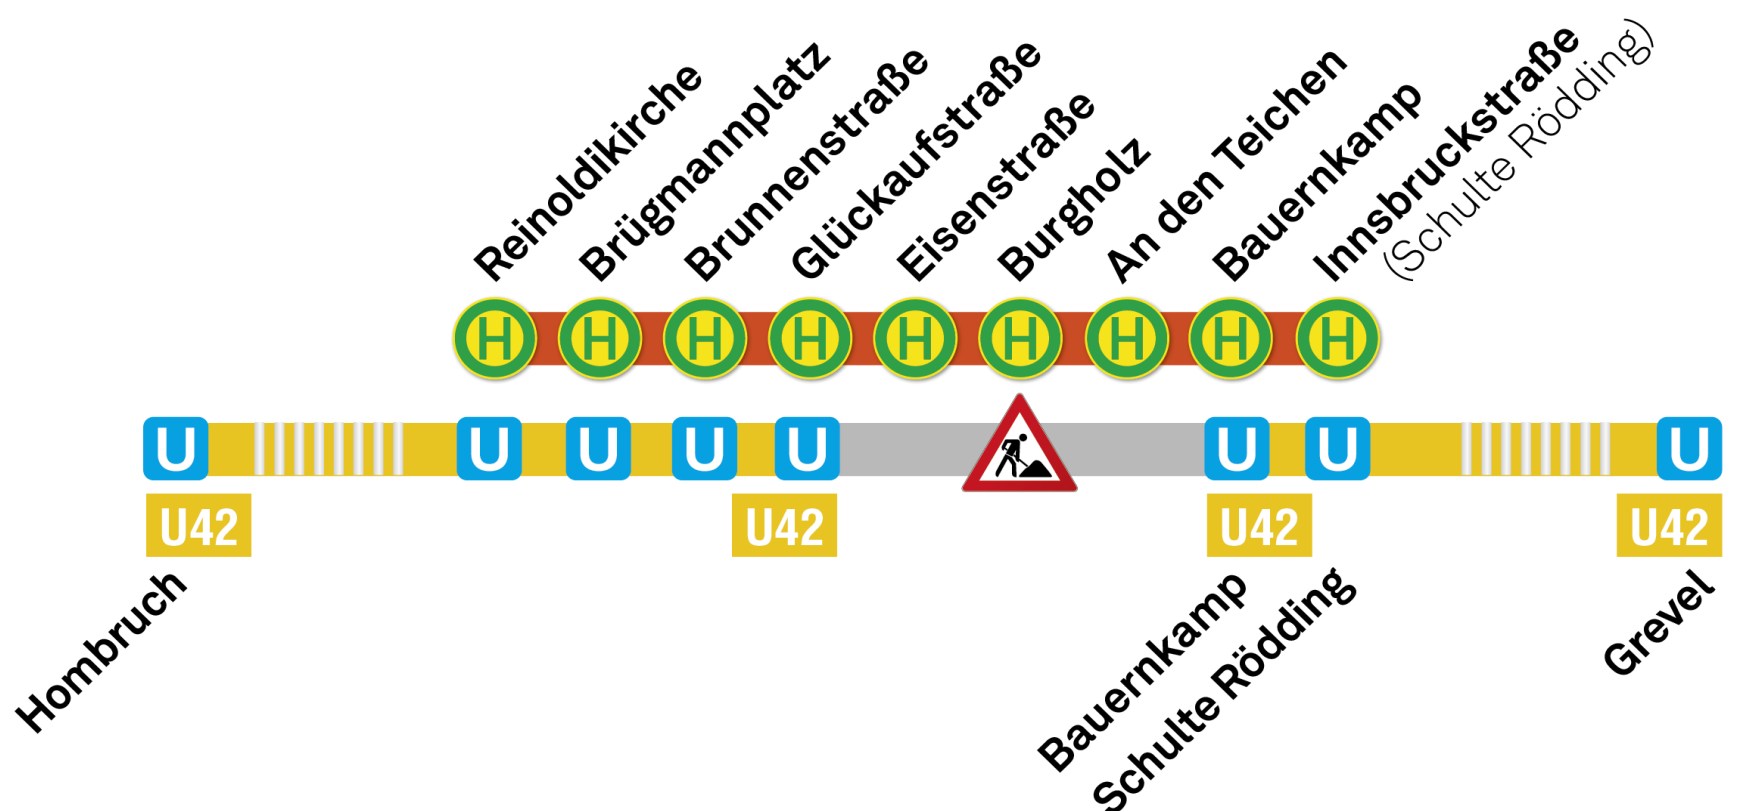 Reinoldikirche
Brügmannplatz
Brunnenstraße
Glückaufstraße
Eisenstraße
Burgholz
An den Teichen
Bauernkamp
Innsbruckstraße
(Schulte Rödding)
H H H H H H H H H
U U U U U U U U
U42 U42 U42 U42
Hombruch
Bauernkamp
Schulte Rödding
Grevel